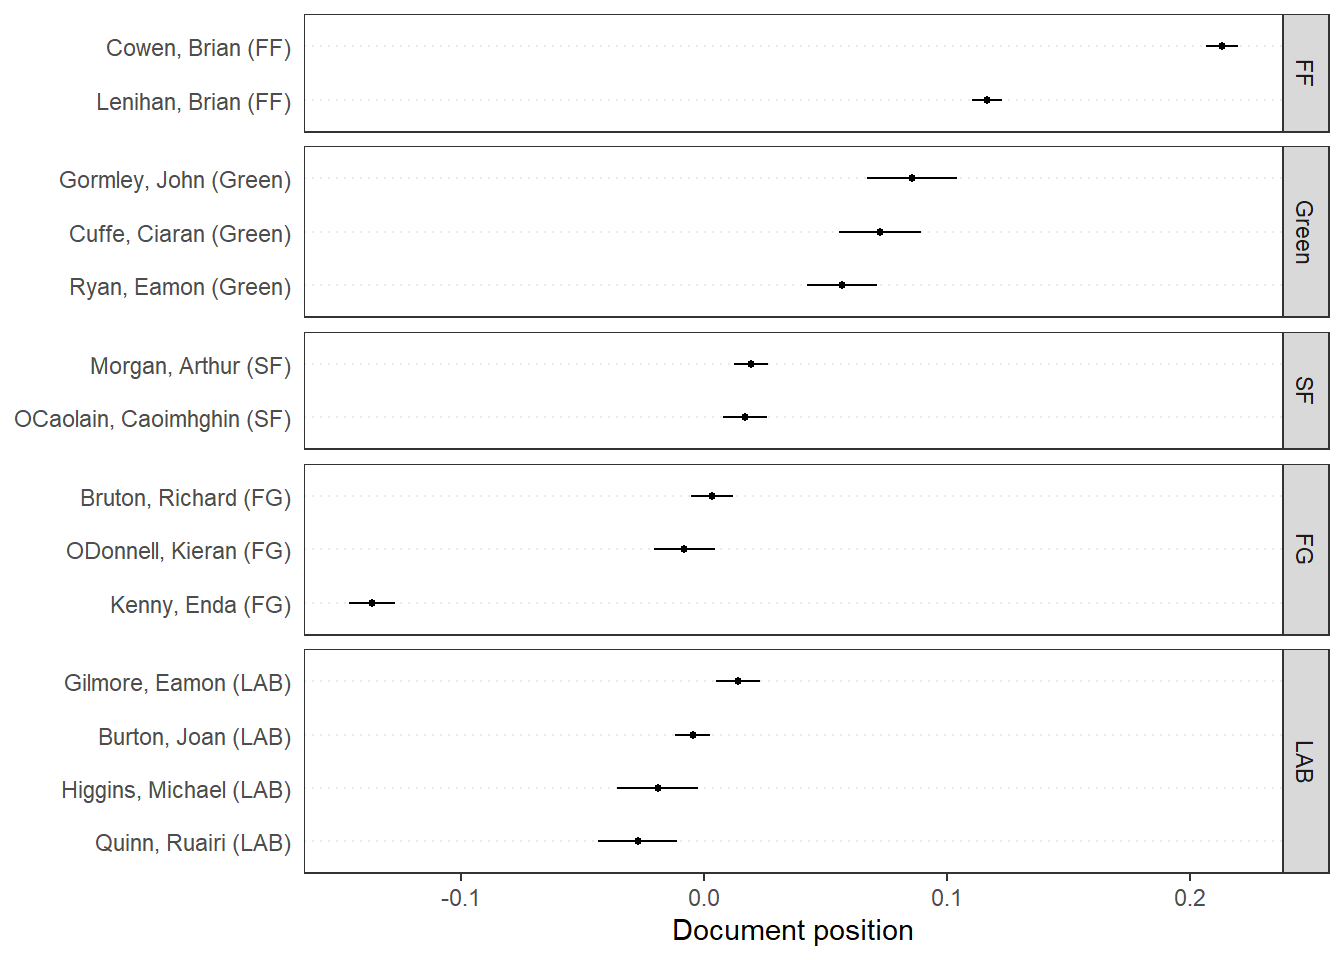 Cowen, Brian (FF)
Lenihan, Brian (FF)
FF
Gormley, John (Green)
Cuffe, Ciaran (Green)
Ryan, Eamon (Green)
Green
Morgan, Arthur (SF)
OCaolain, Caoimhghin (SF)
SF
Bruton, Richard (FG)
ODonnell, Kieran (FG)
Kenny, Enda (FG)
FG
Gilmore, Eamon (LAB)
Burton, Joan (LAB)
Higgins, Michael (LAB)
Quinn, Ruairi (LAB)
LAB
-0.1 0.0 0.1 0.2
Document position